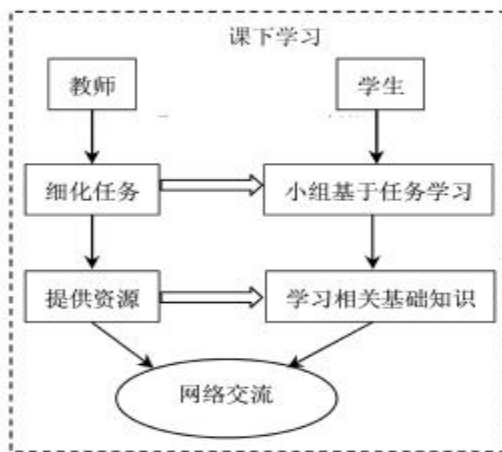 课下学习
教师
学生
细化任务
小组基于任务学习
提供资源
学习相关基础知识
网络交流